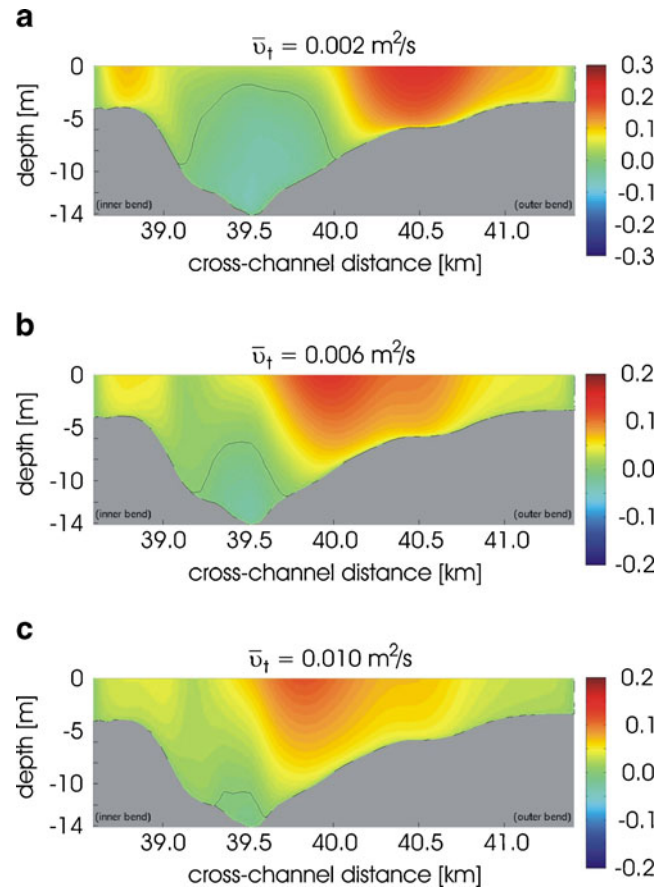 a
ῡt = 0.002 m²/s
0
-5
-10
-14
depth [m]
(inner bend)
(outer bend)
39.0 39.5 40.0 40.5 41.0
cross-channel distance [km]
0.3
0.2
0.1
0.0
-0.1
-0.2
-0.3
b
ῡt = 0.006 m²/s
0
-5
-10
-14
depth [m]
(inner bend)
(outer bend)
39.0 39.5 40.0 40.5 41.0
cross-channel distance [km]
0.2
0.1
0.0
-0.1
-0.2
c
ῡt = 0.010 m²/s
0
-5
-10
-14
depth [m]
(inner bend)
(outer bend)
39.0 39.5 40.0 40.5 41.0
cross-channel distance [km]
0.2
0.1
0.0
-0.1
-0.2